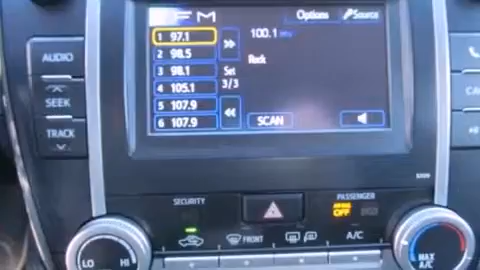 FM
Options
Source
1 97.1
2 98.5
3 98.1
4 105.1
5 107.9
6 107.9
Set
3/3
100.1
Rock
SCAN
AUDIO
SEEK
TRACK
SECURITY
PASSENGER
OFF
FRONT
A/C
LO
HI
MAX
A/C